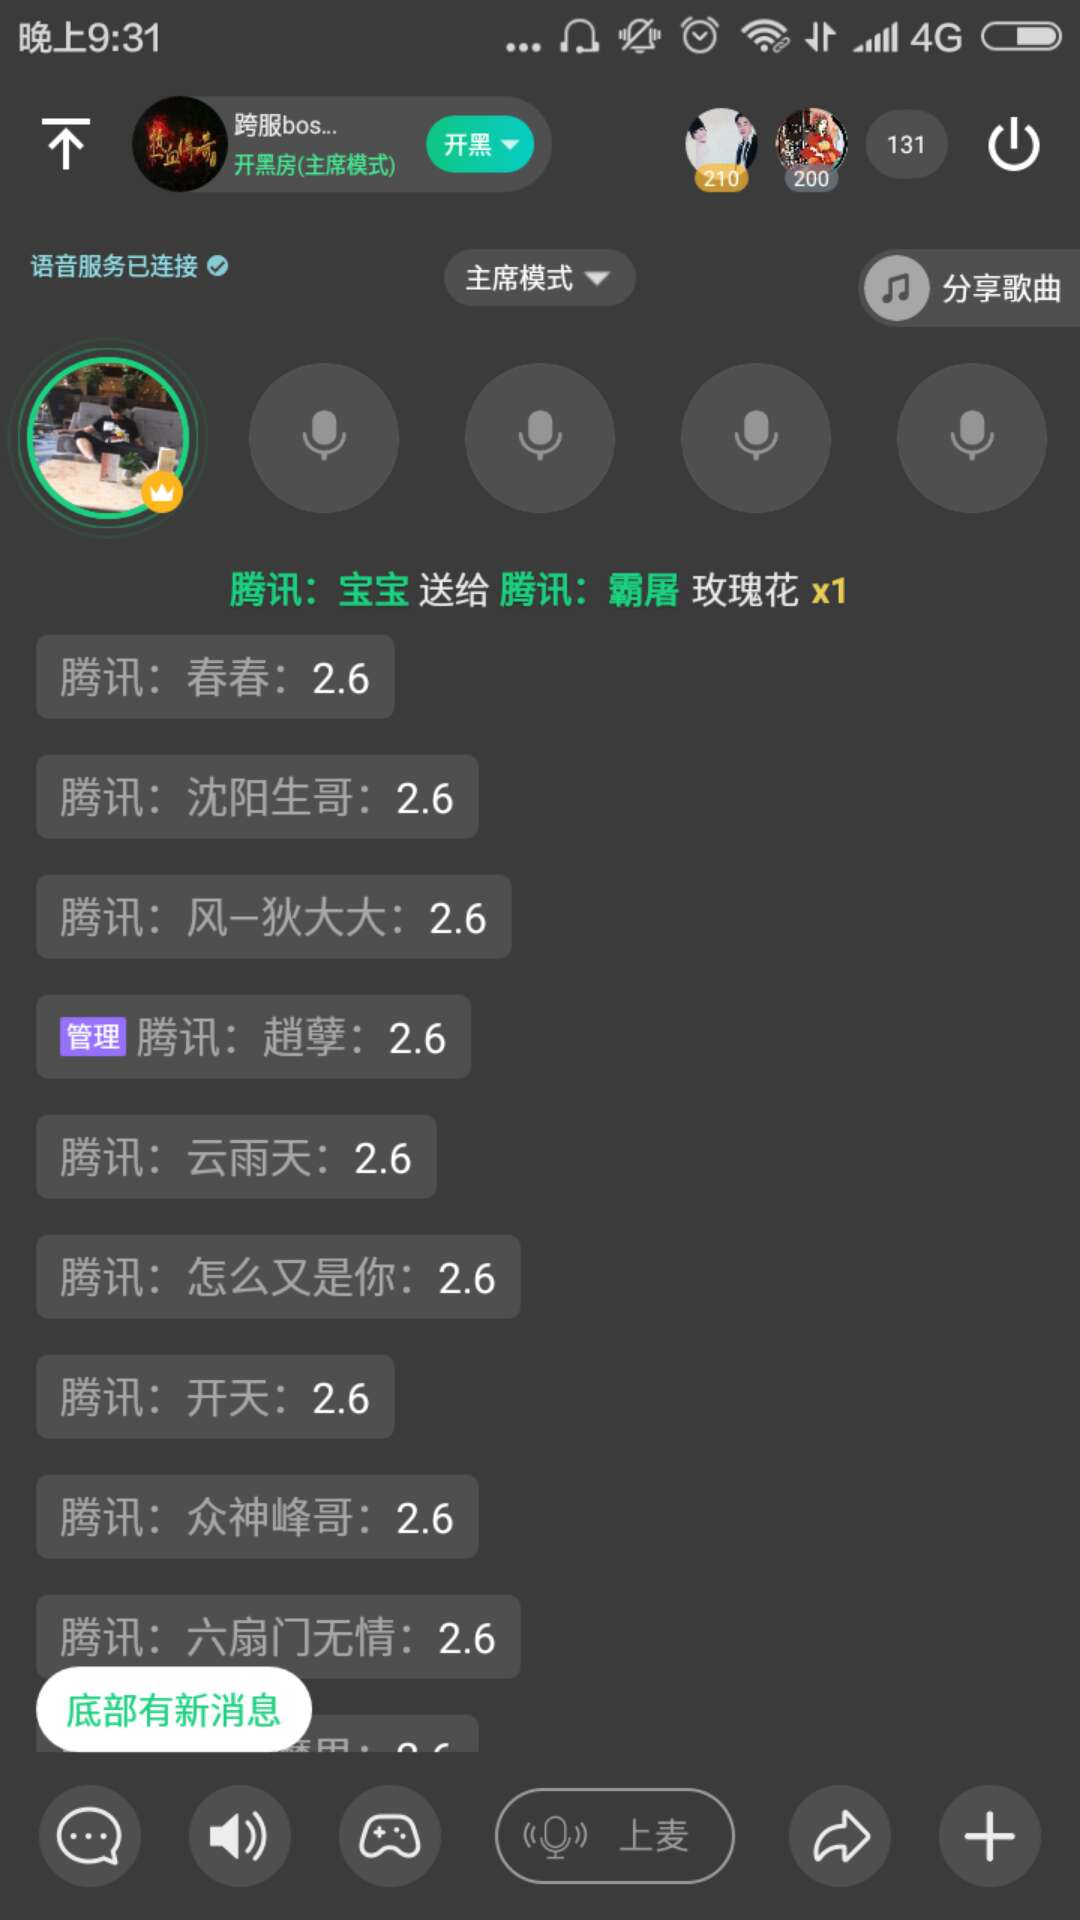 晚上9:31
4G
热血传奇
跨服bos...
开黑房(主席模式)
开黑
210
200
131
语音服务已连接
主席模式
分享歌曲
腾讯：宝宝 送给 腾讯：霸屠 玫瑰花 x1
腾讯：春春：2.6
腾讯：沈阳生哥：2.6
腾讯：风—狄大大：2.6
管理 腾讯：趙孽：2.6
腾讯：云雨天：2.6
腾讯：怎么又是你：2.6
腾讯：开天：2.6
腾讯：众神峰哥：2.6
腾讯：六扇门无情：2.6
底部有新消息
上麦